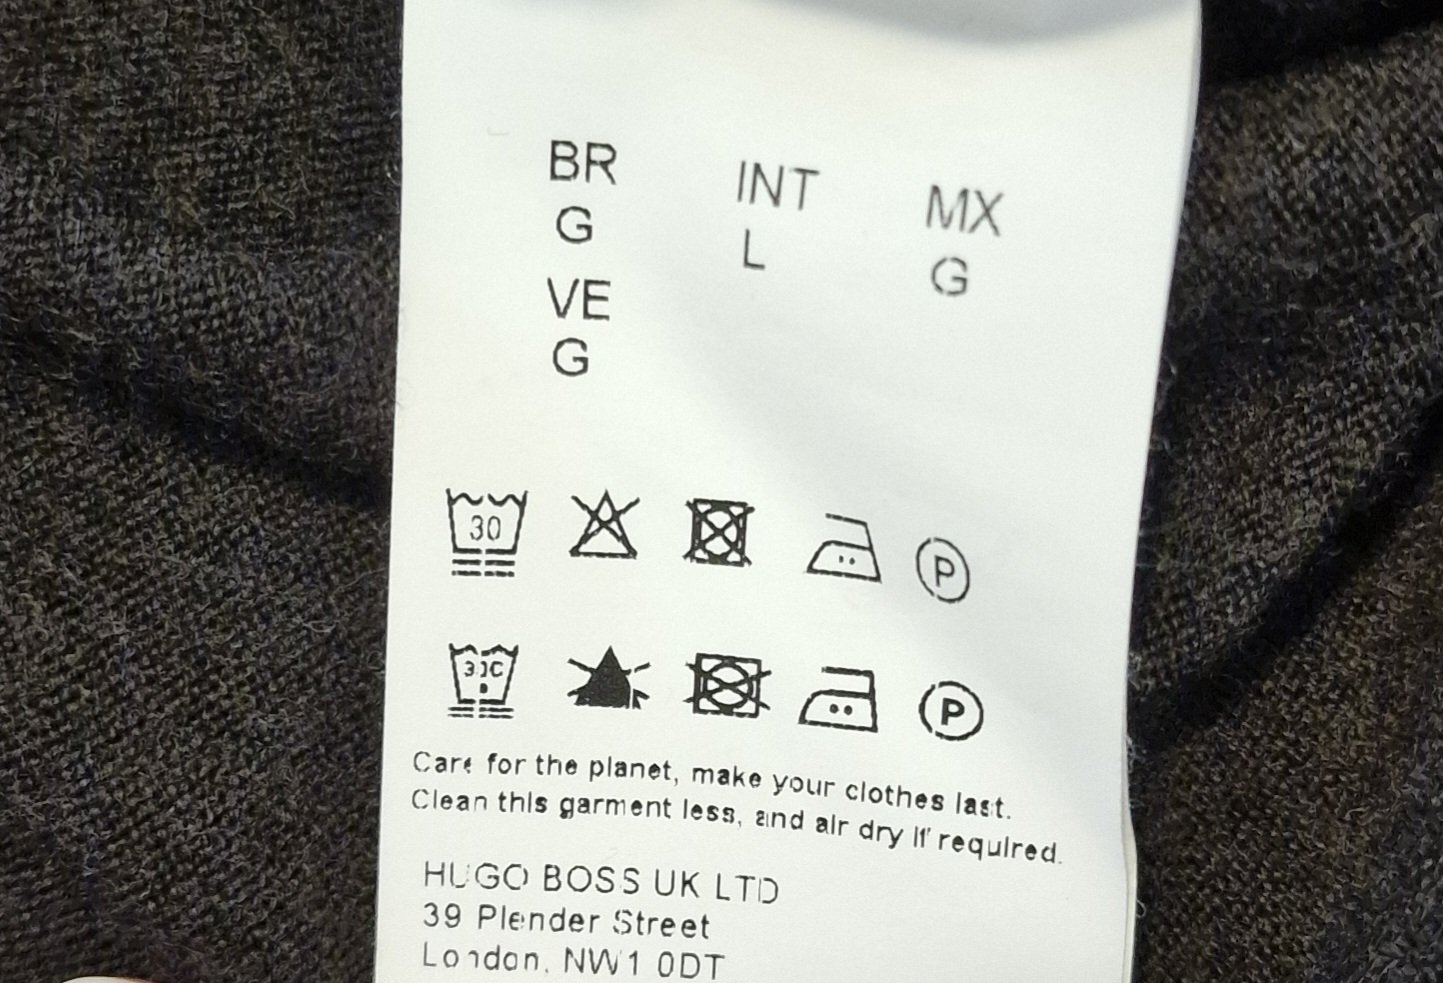 BR INT MX
G L G
VE
G
30
P
30C
P
Care for the planet, make your clothes last.
Clean this garment less, and air dry if required.
HUGO BOSS UK LTD
39 Plender Street
London, NW1 0DT